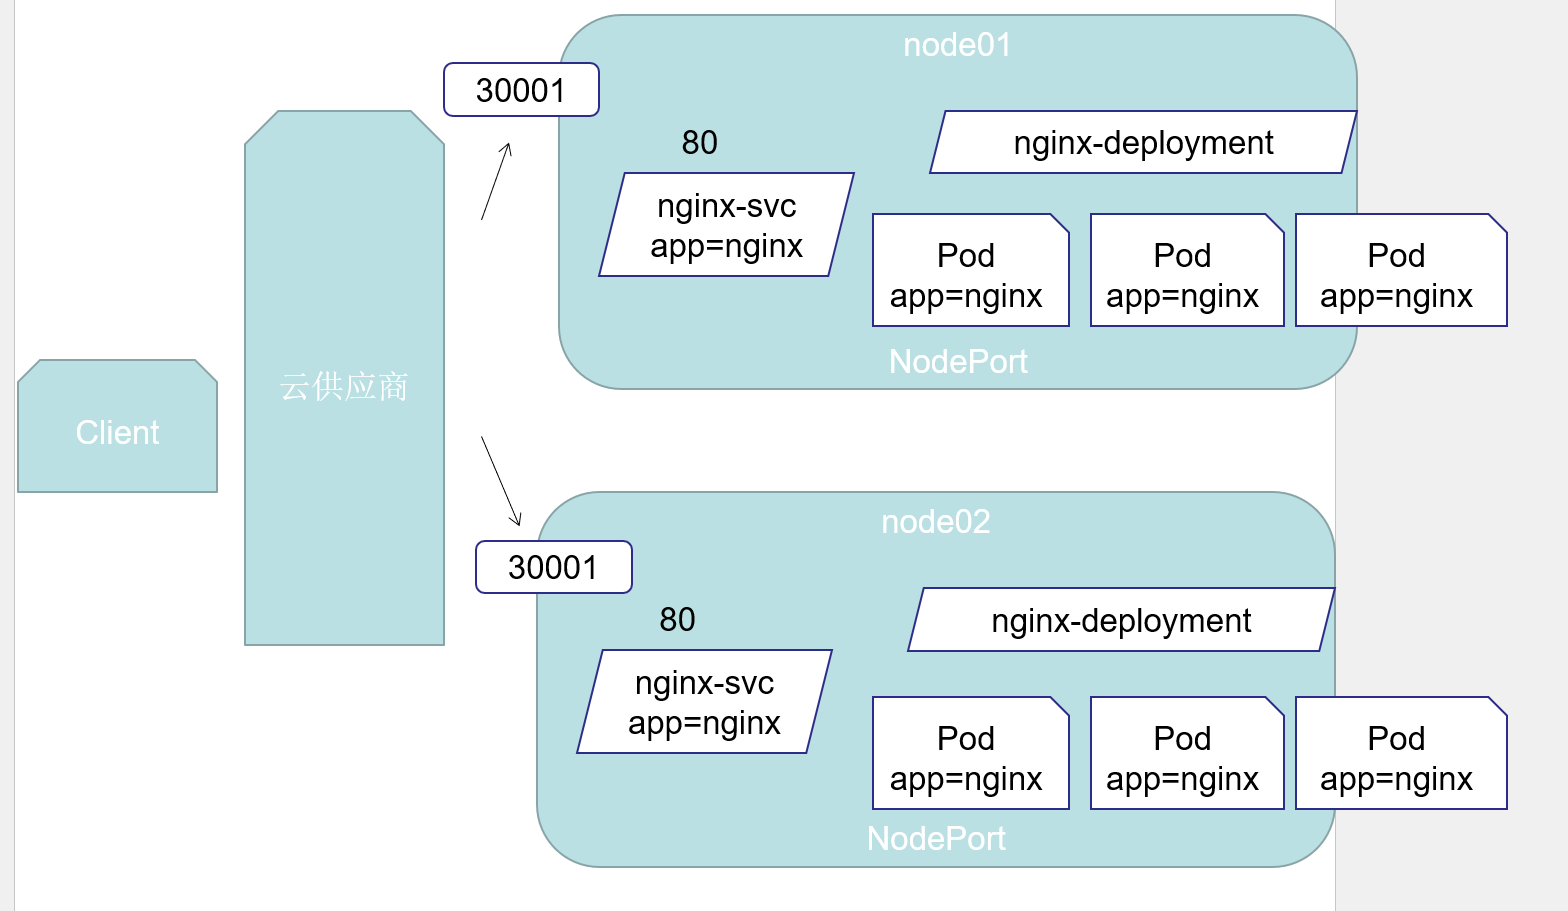 node01
30001
80
nginx-deployment
nginx-svc
app=nginx
Pod
app=nginx
Pod
app=nginx
Pod
app=nginx
NodePort
云供应商
Client
node02
30001
80
nginx-deployment
nginx-svc
app=nginx
Pod
app=nginx
Pod
app=nginx
Pod
app=nginx
NodePort